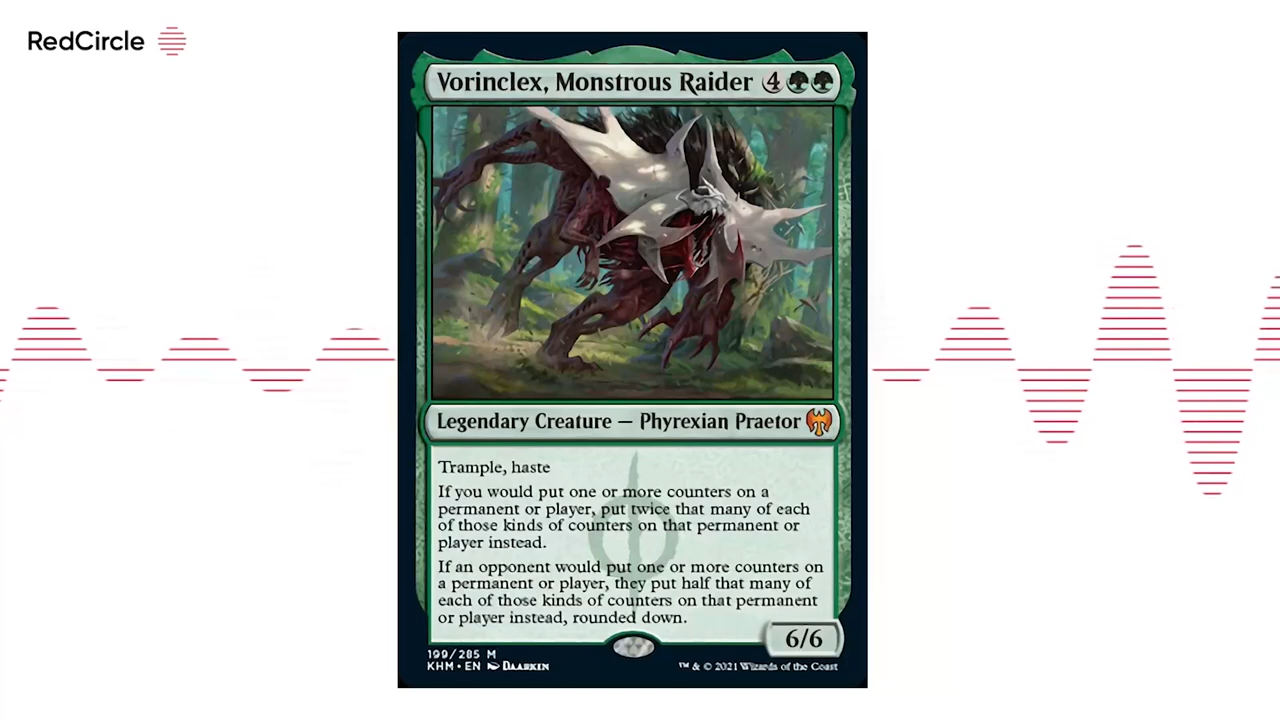 RedCircle
Vorinclex, Monstrous Raider 4
Legendary Creature — Phyrexian Praetor
Trample, haste
If you would put one or more counters on a
permanent or player, put twice that many of each
of those kinds of counters on that permanent or
player instead.
If an opponent would put one or more counters on
a permanent or player, they put half that many of
each of those kinds of counters on that permanent
or player instead, rounded down.
6/6
199/285 M
KHM • EN DAARKEN
™ & © 2021 Wizards of the Coast